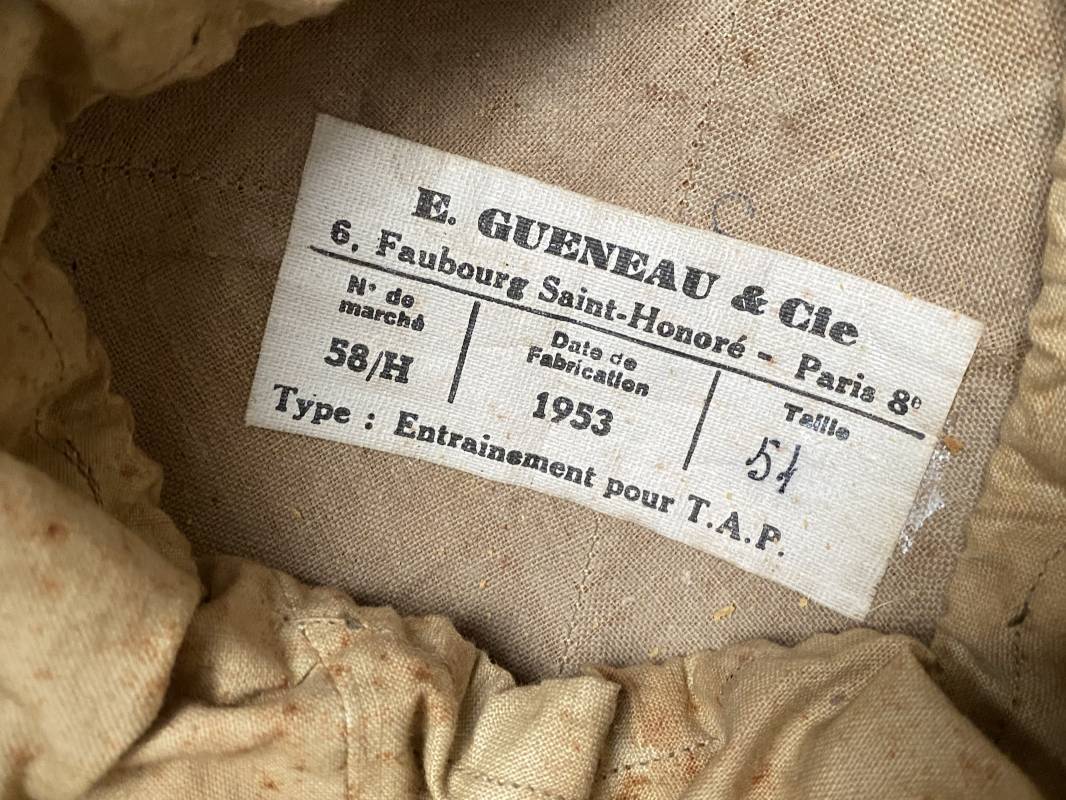 E. GUENEAU & Cie
6, Faubourg Saint-Honoré - Paris 8e
N° de marché
58/H
Date de Fabrication
1953
Taille
51
Type : Entrainement pour T.A.P.